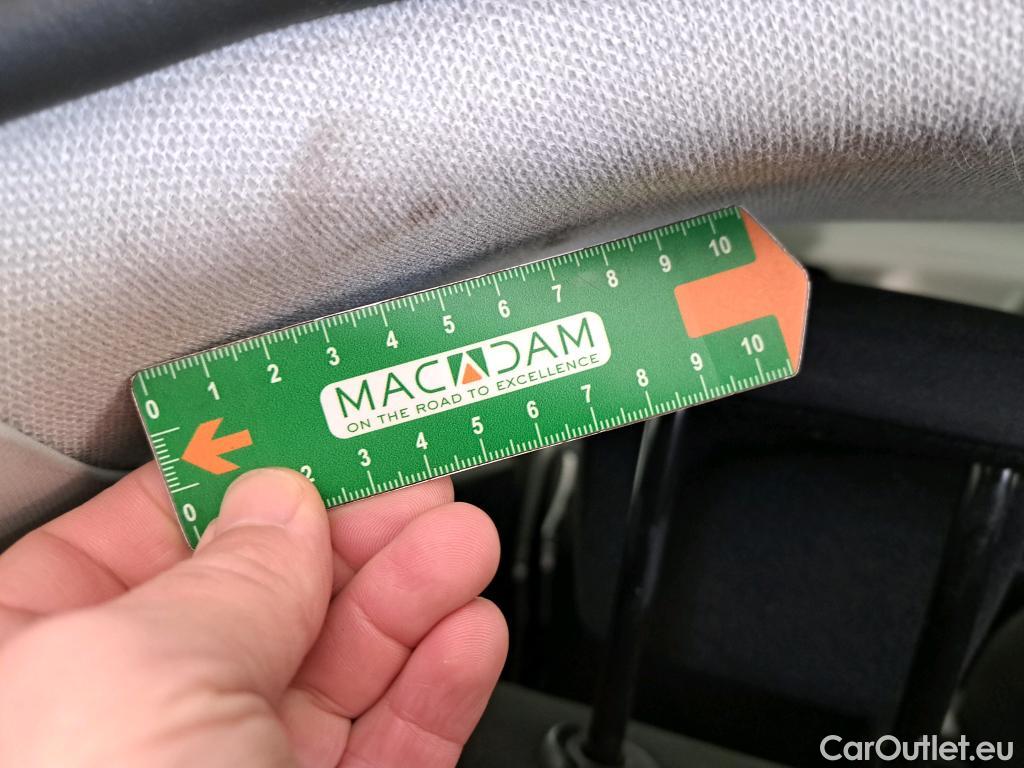 0 1 2 3 4 5 6 7 8 9 10
MACADAM
ON THE ROAD TO EXCELLENCE
0 2 3 4 5 6 7 8 9 10
CarOutlet.eu